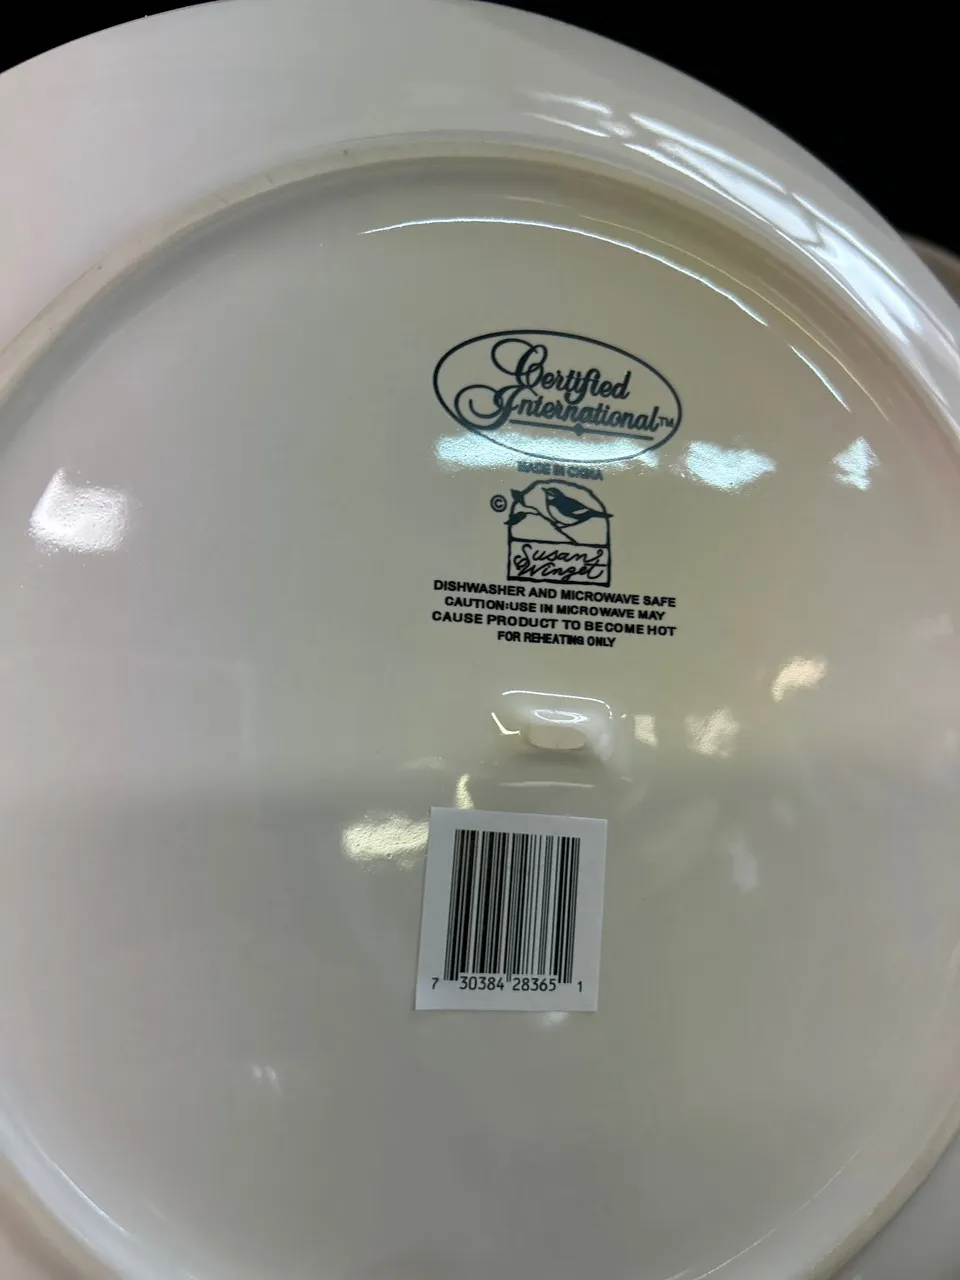 Certified
International™
MADE IN CHINA
©
Susan
Winget
DISHWASHER AND MICROWAVE SAFE
CAUTION:USE IN MICROWAVE MAY
CAUSE PRODUCT TO BECOME HOT
FOR REHEATING ONLY
7 30384 28365 1